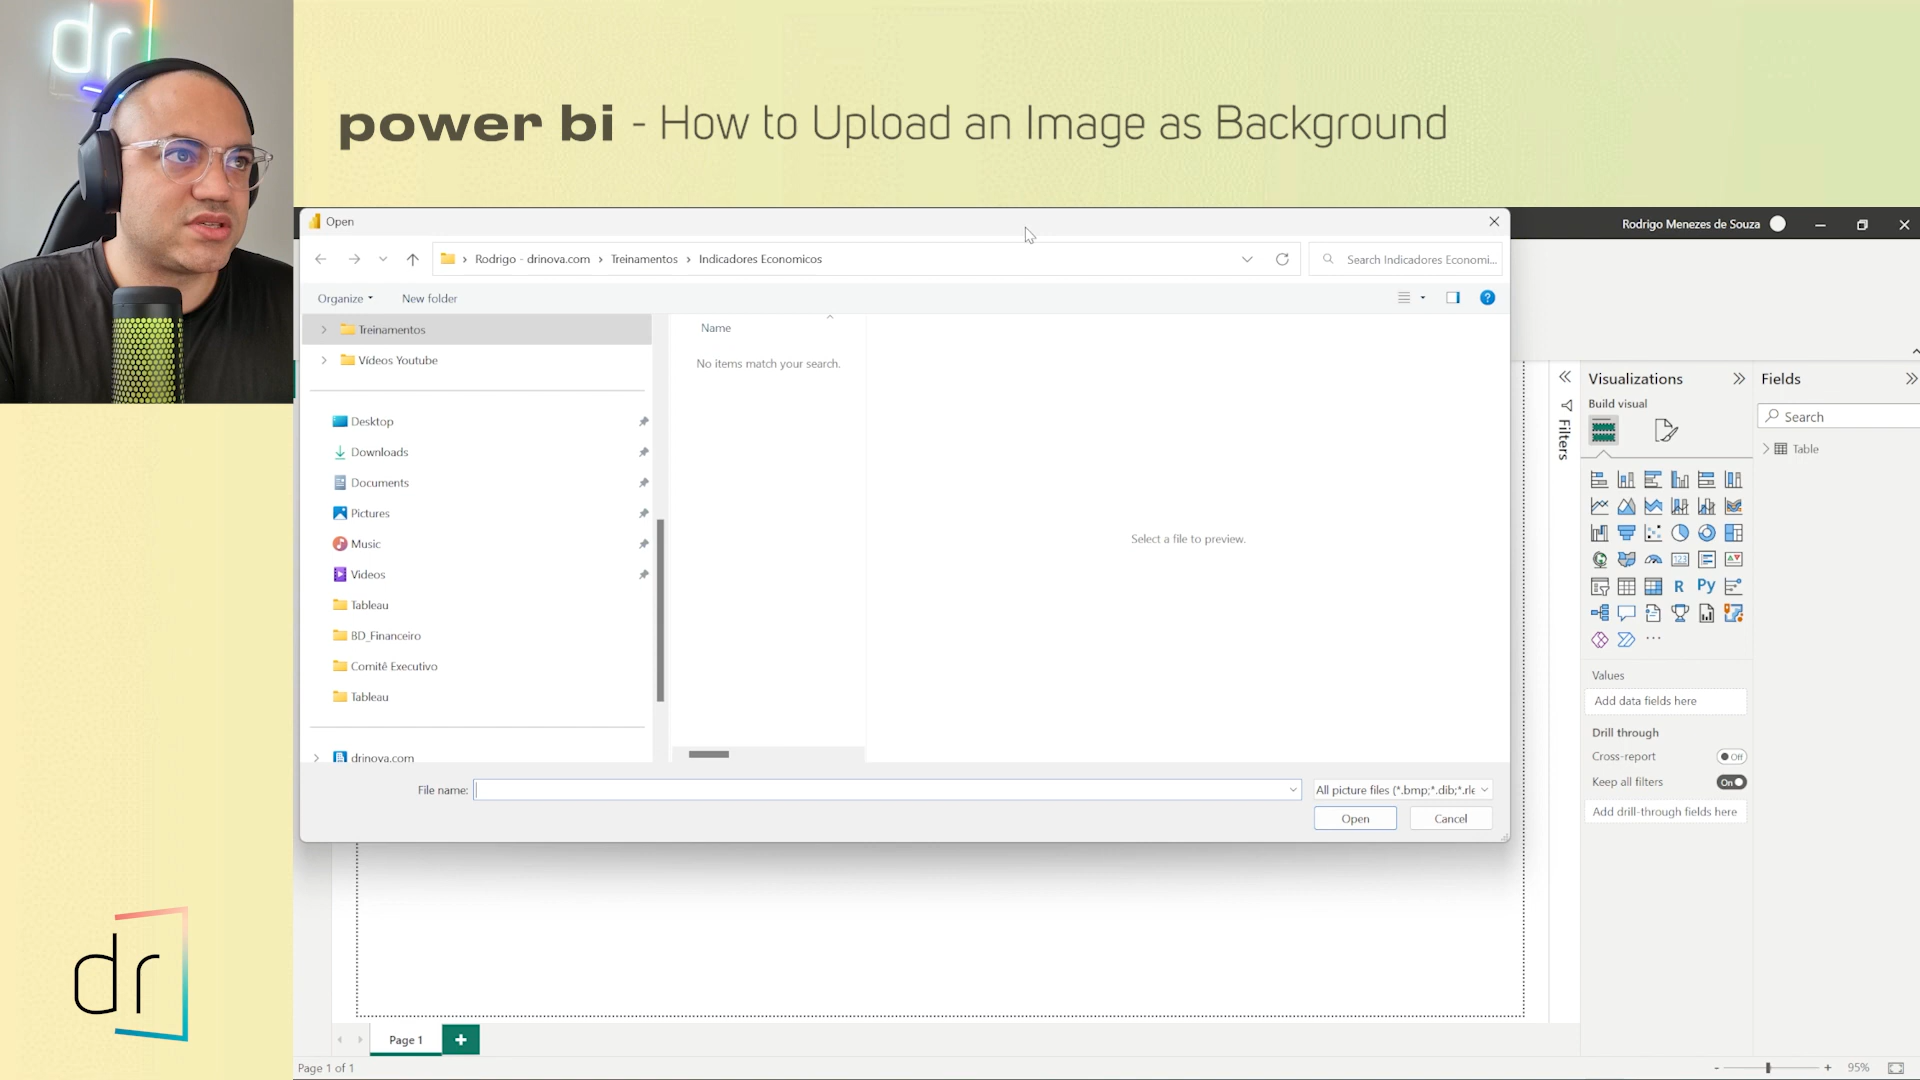 dr
power bi - How to Upload an Image as Background
Open
Rodrigo Menezes de Souza
Rodrigo - drinova.com > Treinamentos > Indicadores Economicos
Search Indicadores Economi...
Organize
New folder
Treinamentos
Vídeos Youtube
Desktop
Downloads
Documents
Pictures
Music
Videos
Tableau
BD_Financeiro
Comitê Executivo
Tableau
drinova.com
Name
No items match your search.
Select a file to preview.
File name:
All picture files (*.bmp;*.dib;*.rle
Open
Cancel
Filters
Visualizations
Build visual
123
R
Py
...
Values
Add data fields here
Drill through
Cross-report
Off
Keep all filters
On
Add drill-through fields here
Fields
Search
Table
dr
Page 1
+
Page 1 of 1
- + 95%